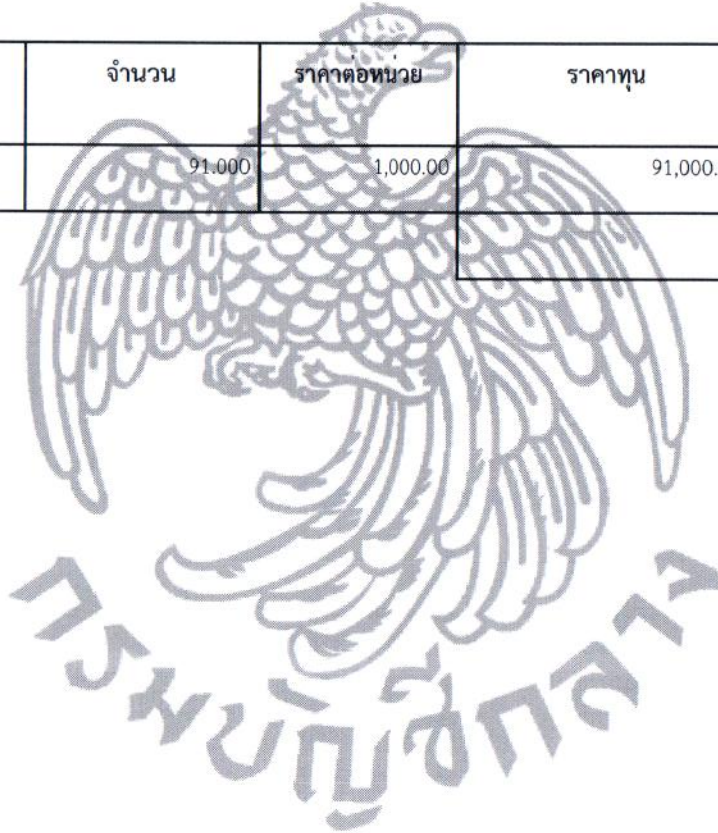 จำนวน ราคาต่อหน่วย ราคาทุน
91.000 1,000.00 91,000.
กรมบัญชีกลาง